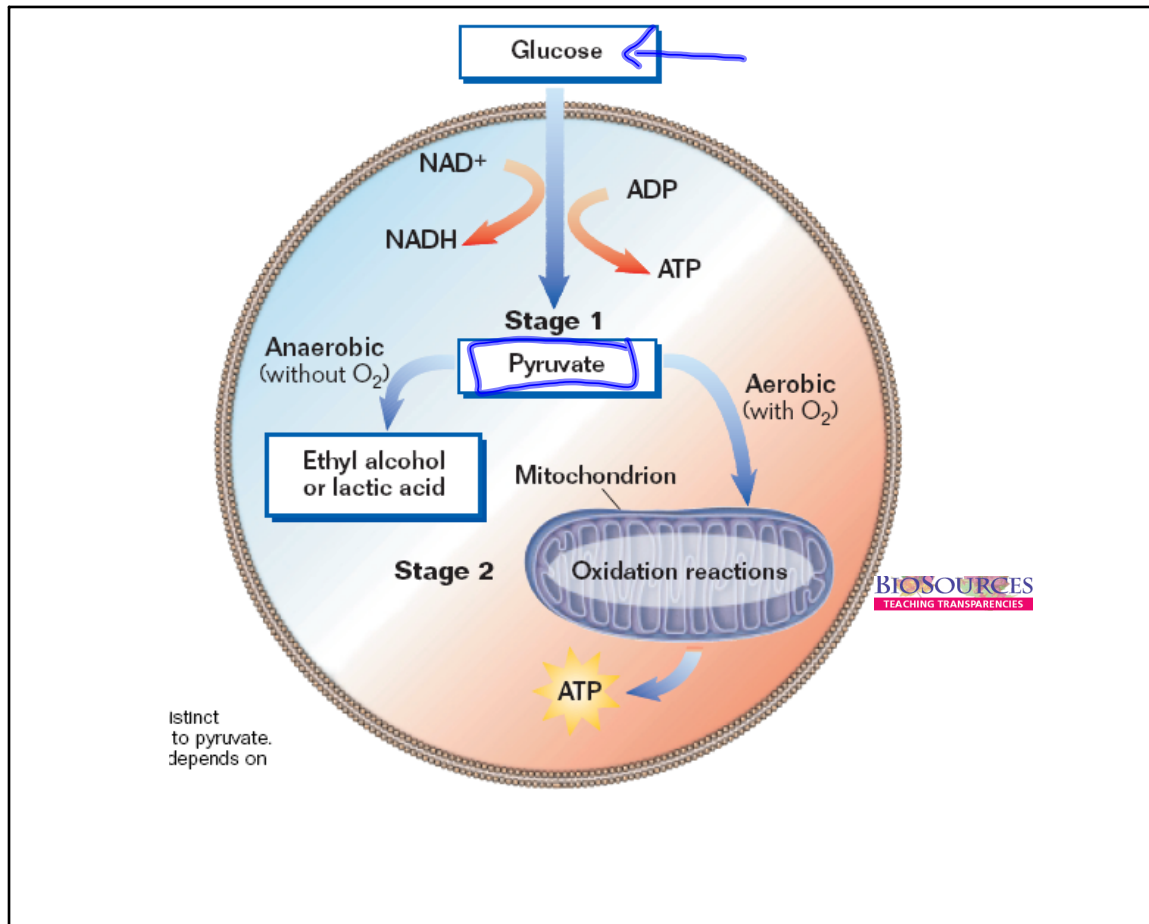 Glucose
NAD+
ADP
NADH
ATP
Stage 1
Anaerobic
(without O₂)
Pyruvate
Aerobic
(with O₂)
Ethyl alcohol
or lactic acid
Mitochondrion
Stage 2
Oxidation reactions
BIOSOURCES
TEACHING TRANSPARENCIES
ATP
istinct
to pyruvate.
depends on